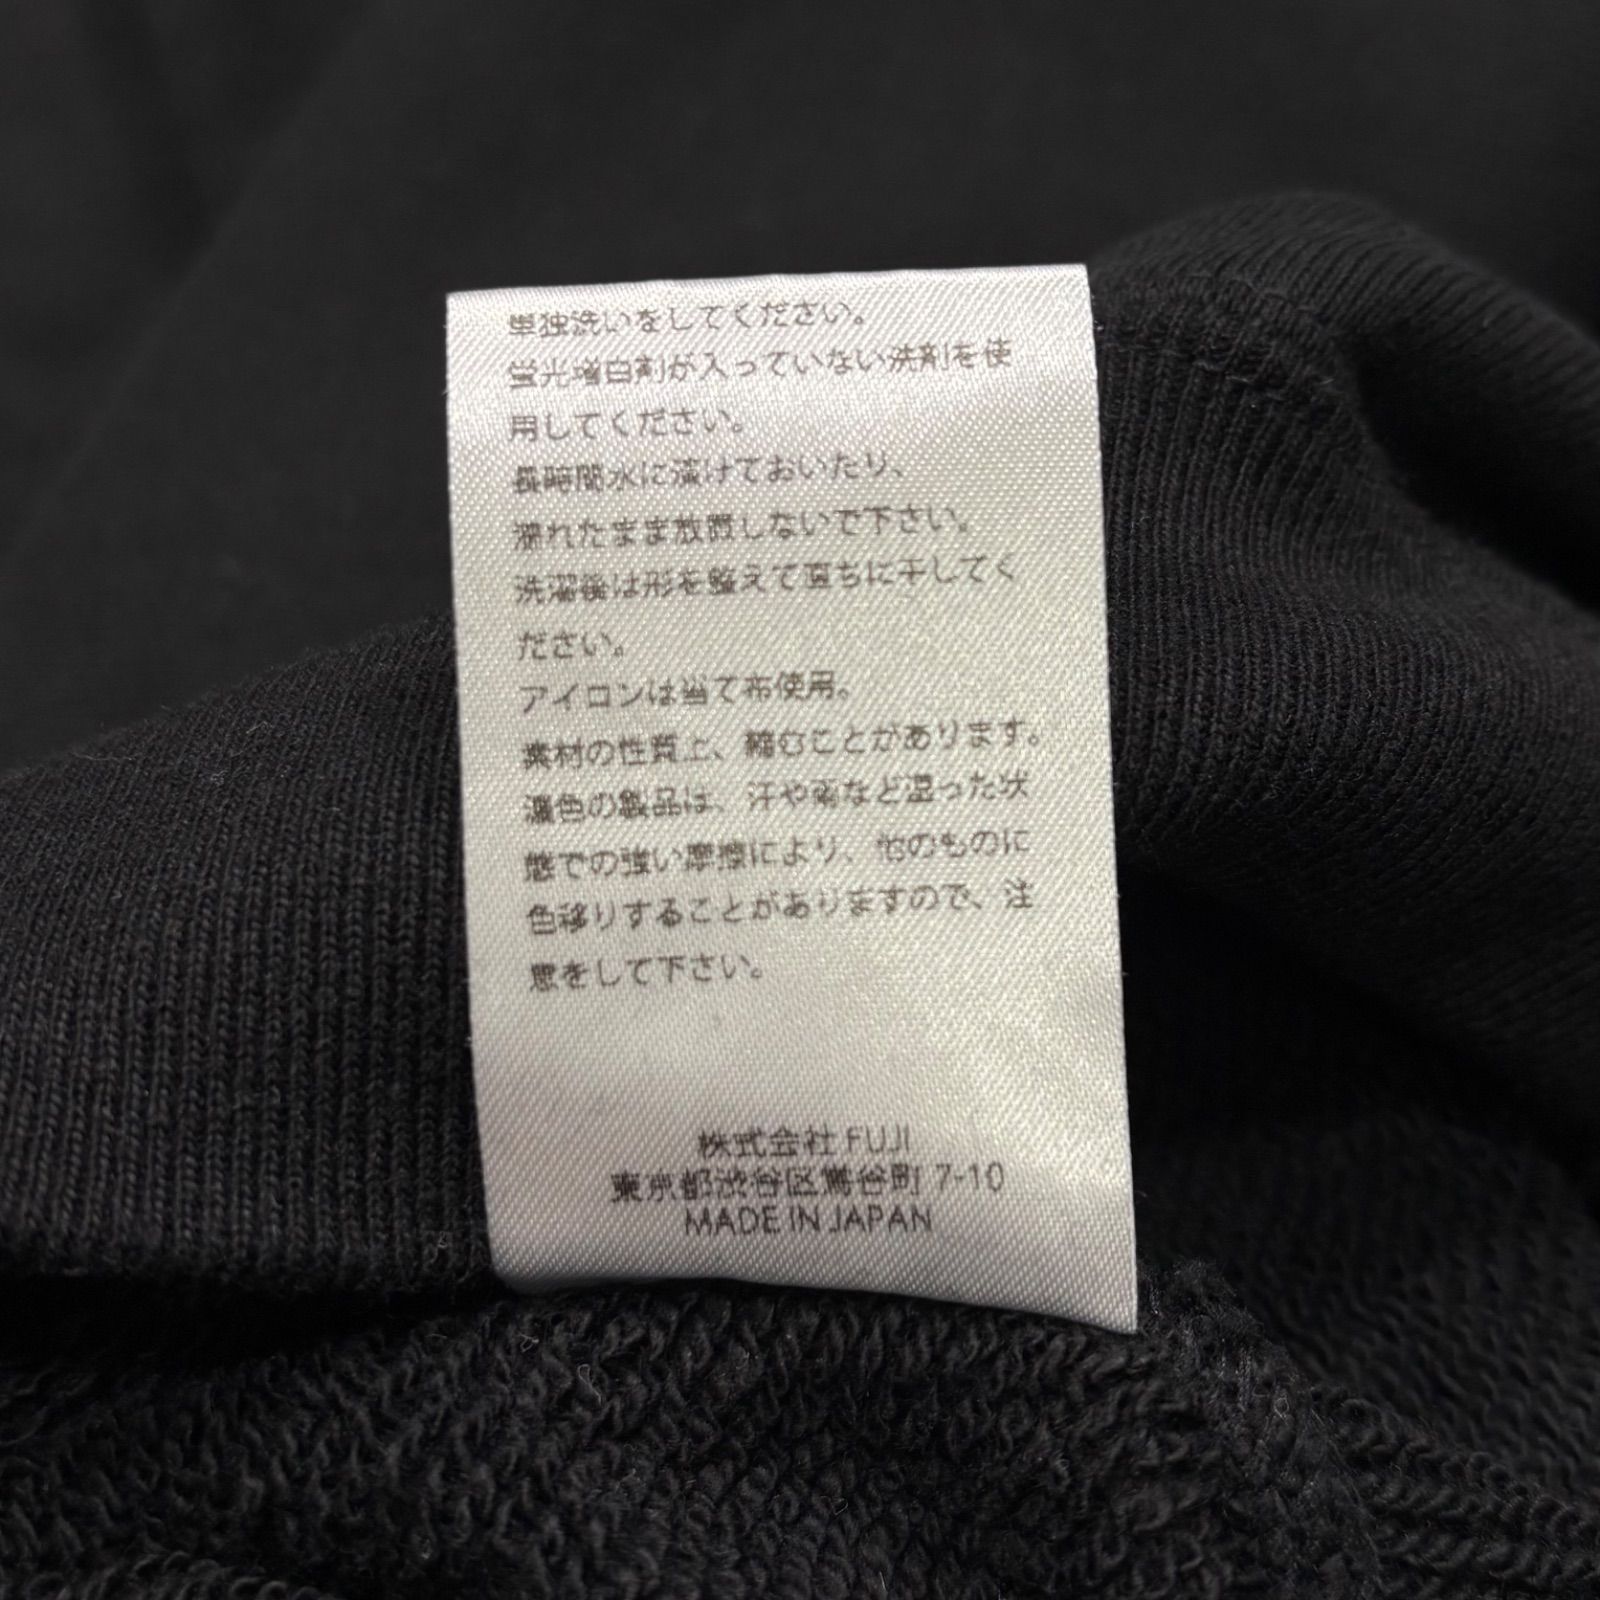 単独洗いをしてください。
蛍光増白剤が入っていない洗剤を使
用してください。
長時間水に漬けておいたり、
濡れたまま放置しないで下さい。
洗濯後は形を整えて直ちに干してく
ださい。
アイロンは当て布使用。
素材の性質上、縮むことがあります。
濃色の製品は、汗や雨など湿った状
態での強い摩擦により、他のものに
色移りすることがありますので、注
意をして下さい。
株式会社 FUJI
東京都渋谷区鶯谷町 7-10
MADE IN JAPAN